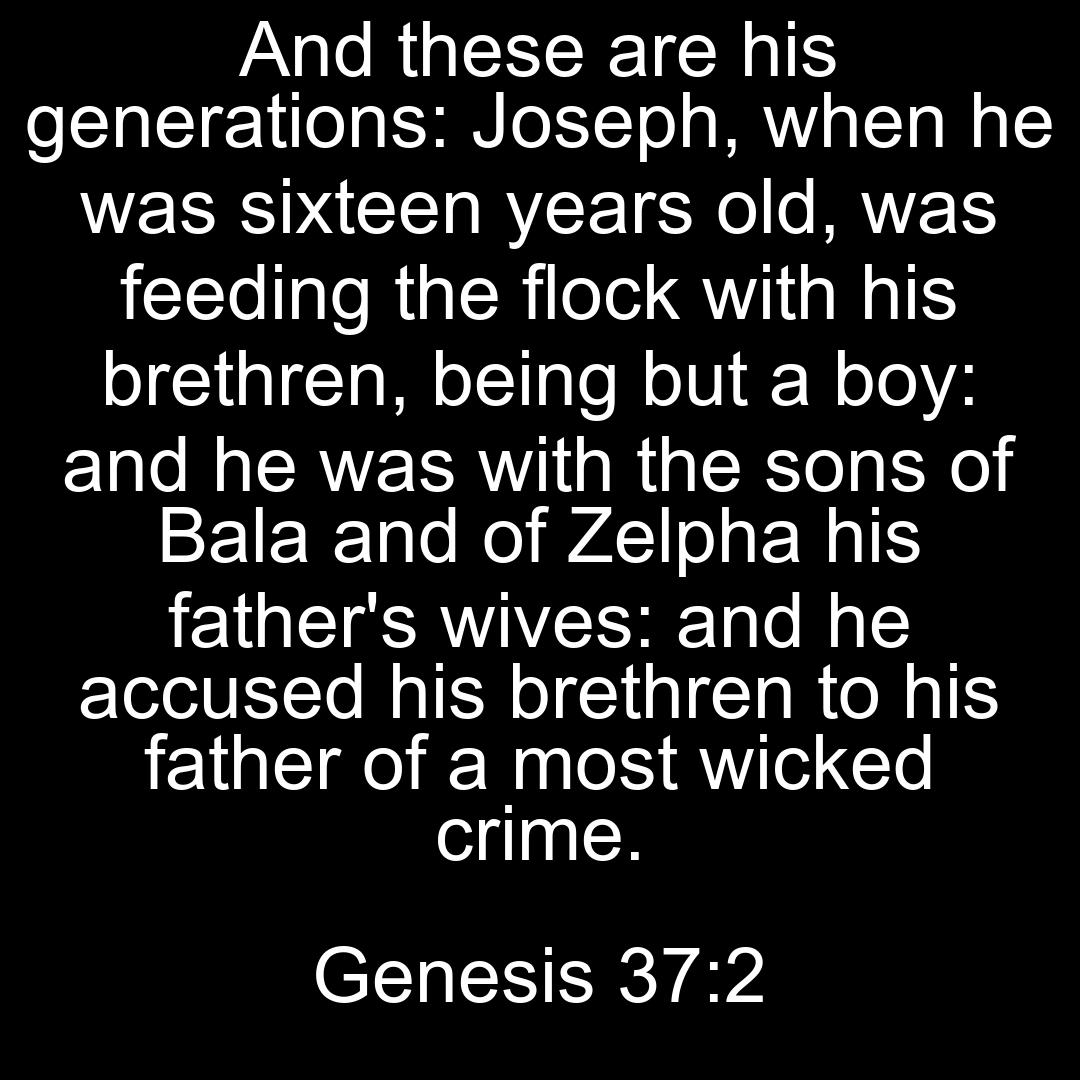 And these are his
generations: Joseph, when he
was sixteen years old, was
feeding the flock with his
brethren, being but a boy:
and he was with the sons of
Bala and of Zelpha his
father's wives: and he
accused his brethren to his
father of a most wicked
crime.
Genesis 37:2